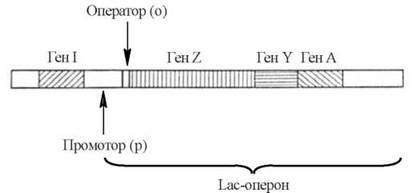 Оператор (o)
Ген I Ген Z Ген Y Ген A
Промотор (p)
Lac-оперон